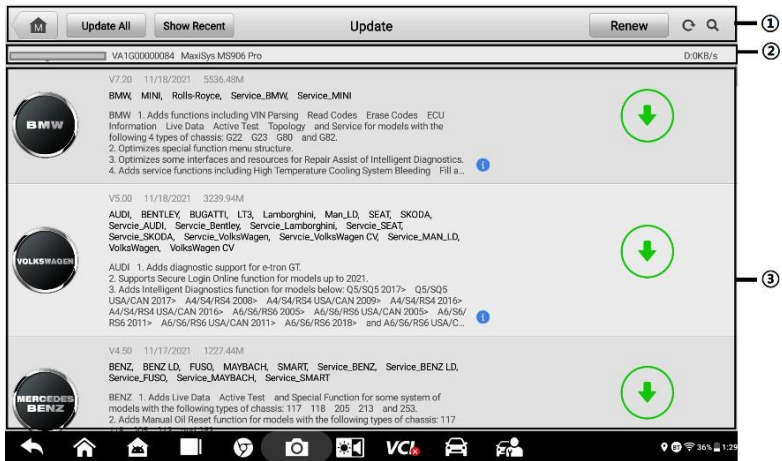 M Update All Show Recent Update Renew ①
VA1G00000084 MaxiSys MS906 Pro D:0KB/s ②
V7.20 11/18/2021 5536.48M
BMW, MINI, Rolls-Royce, Service_BMW, Service_MINI
BMW
BMW 1. Adds functions including VIN Parsing Read Codes Erase Codes ECU
Information Live Data Active Test Topology and Service for models with the
following 4 types of chassis: G22 G23 G80 and G82.
2. Optimizes special function menu structure.
3. Optimizes some interfaces and resources for Repair Assist of Intelligent Diagnostics.
4. Adds service functions including High Temperature Cooling System Bleeding Fill a... i
V5.00 11/18/2021 3239.94M
AUDI, BENTLEY, BUGATTI, LT3, Lamborghini, Man_LD, SEAT, SKODA,
Servcie_AUDI, Servcie_Bentley, Servcie_Lamborghini, Servcie_SEAT,
Servcie_SKODA, Servcie_VolksWagen, Servcie_VolksWagen CV, Service_MAN_LD,
VolksWagen, VolksWagen CV
VOLKSWAGEN
AUDI 1. Adds diagnostic support for e-tron GT.
2. Supports Secure Login Online function for models up to 2021.
3. Adds Intelligent Diagnostics function for models below: Q5/SQ5 2017> Q5/SQ5
USA/CAN 2017> A4/S4/RS4 2008> A4/S4/RS4 USA/CAN 2009> A4/S4/RS4 2016>
A4/S4/RS4 USA/CAN 2016> A6/S6/RS6 2005> A6/S6/RS6 USA/CAN 2005> A6/S6/
RS6 2011> A6/S6/RS6 USA/CAN 2011> A6/S6/RS6 2018> and A6/S6/RS6 USA/C... i
③
V4.50 11/17/2021 1227.44M
BENZ, BENZ LD, FUSO, MAYBACH, SMART, Service_BENZ, Service_BENZ LD,
Service_FUSO, Service_MAYBACH, Service_SMART
MERCEDES
BENZ
BENZ 1. Adds Live Data Active Test and Special Function for some system of
models with the following types of chassis: 117 118 205 213 and 253.
2. Adds Manual Oil Reset function for models with the following types of chassis: 117
VCI 36% 1:29